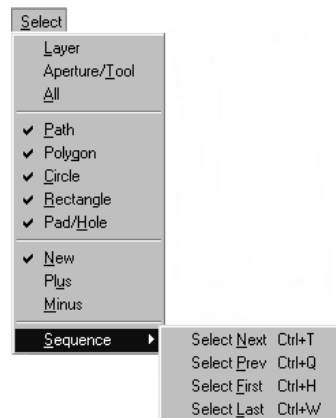 Select
Layer
Aperture/Tool
All
Path
Polygon
Circle
Rectangle
Pad/Hole
New
Plus
Minus
Sequence
Select Next Ctrl+T
Select Prev Ctrl+Q
Select First Ctrl+H
Select Last Ctrl+W